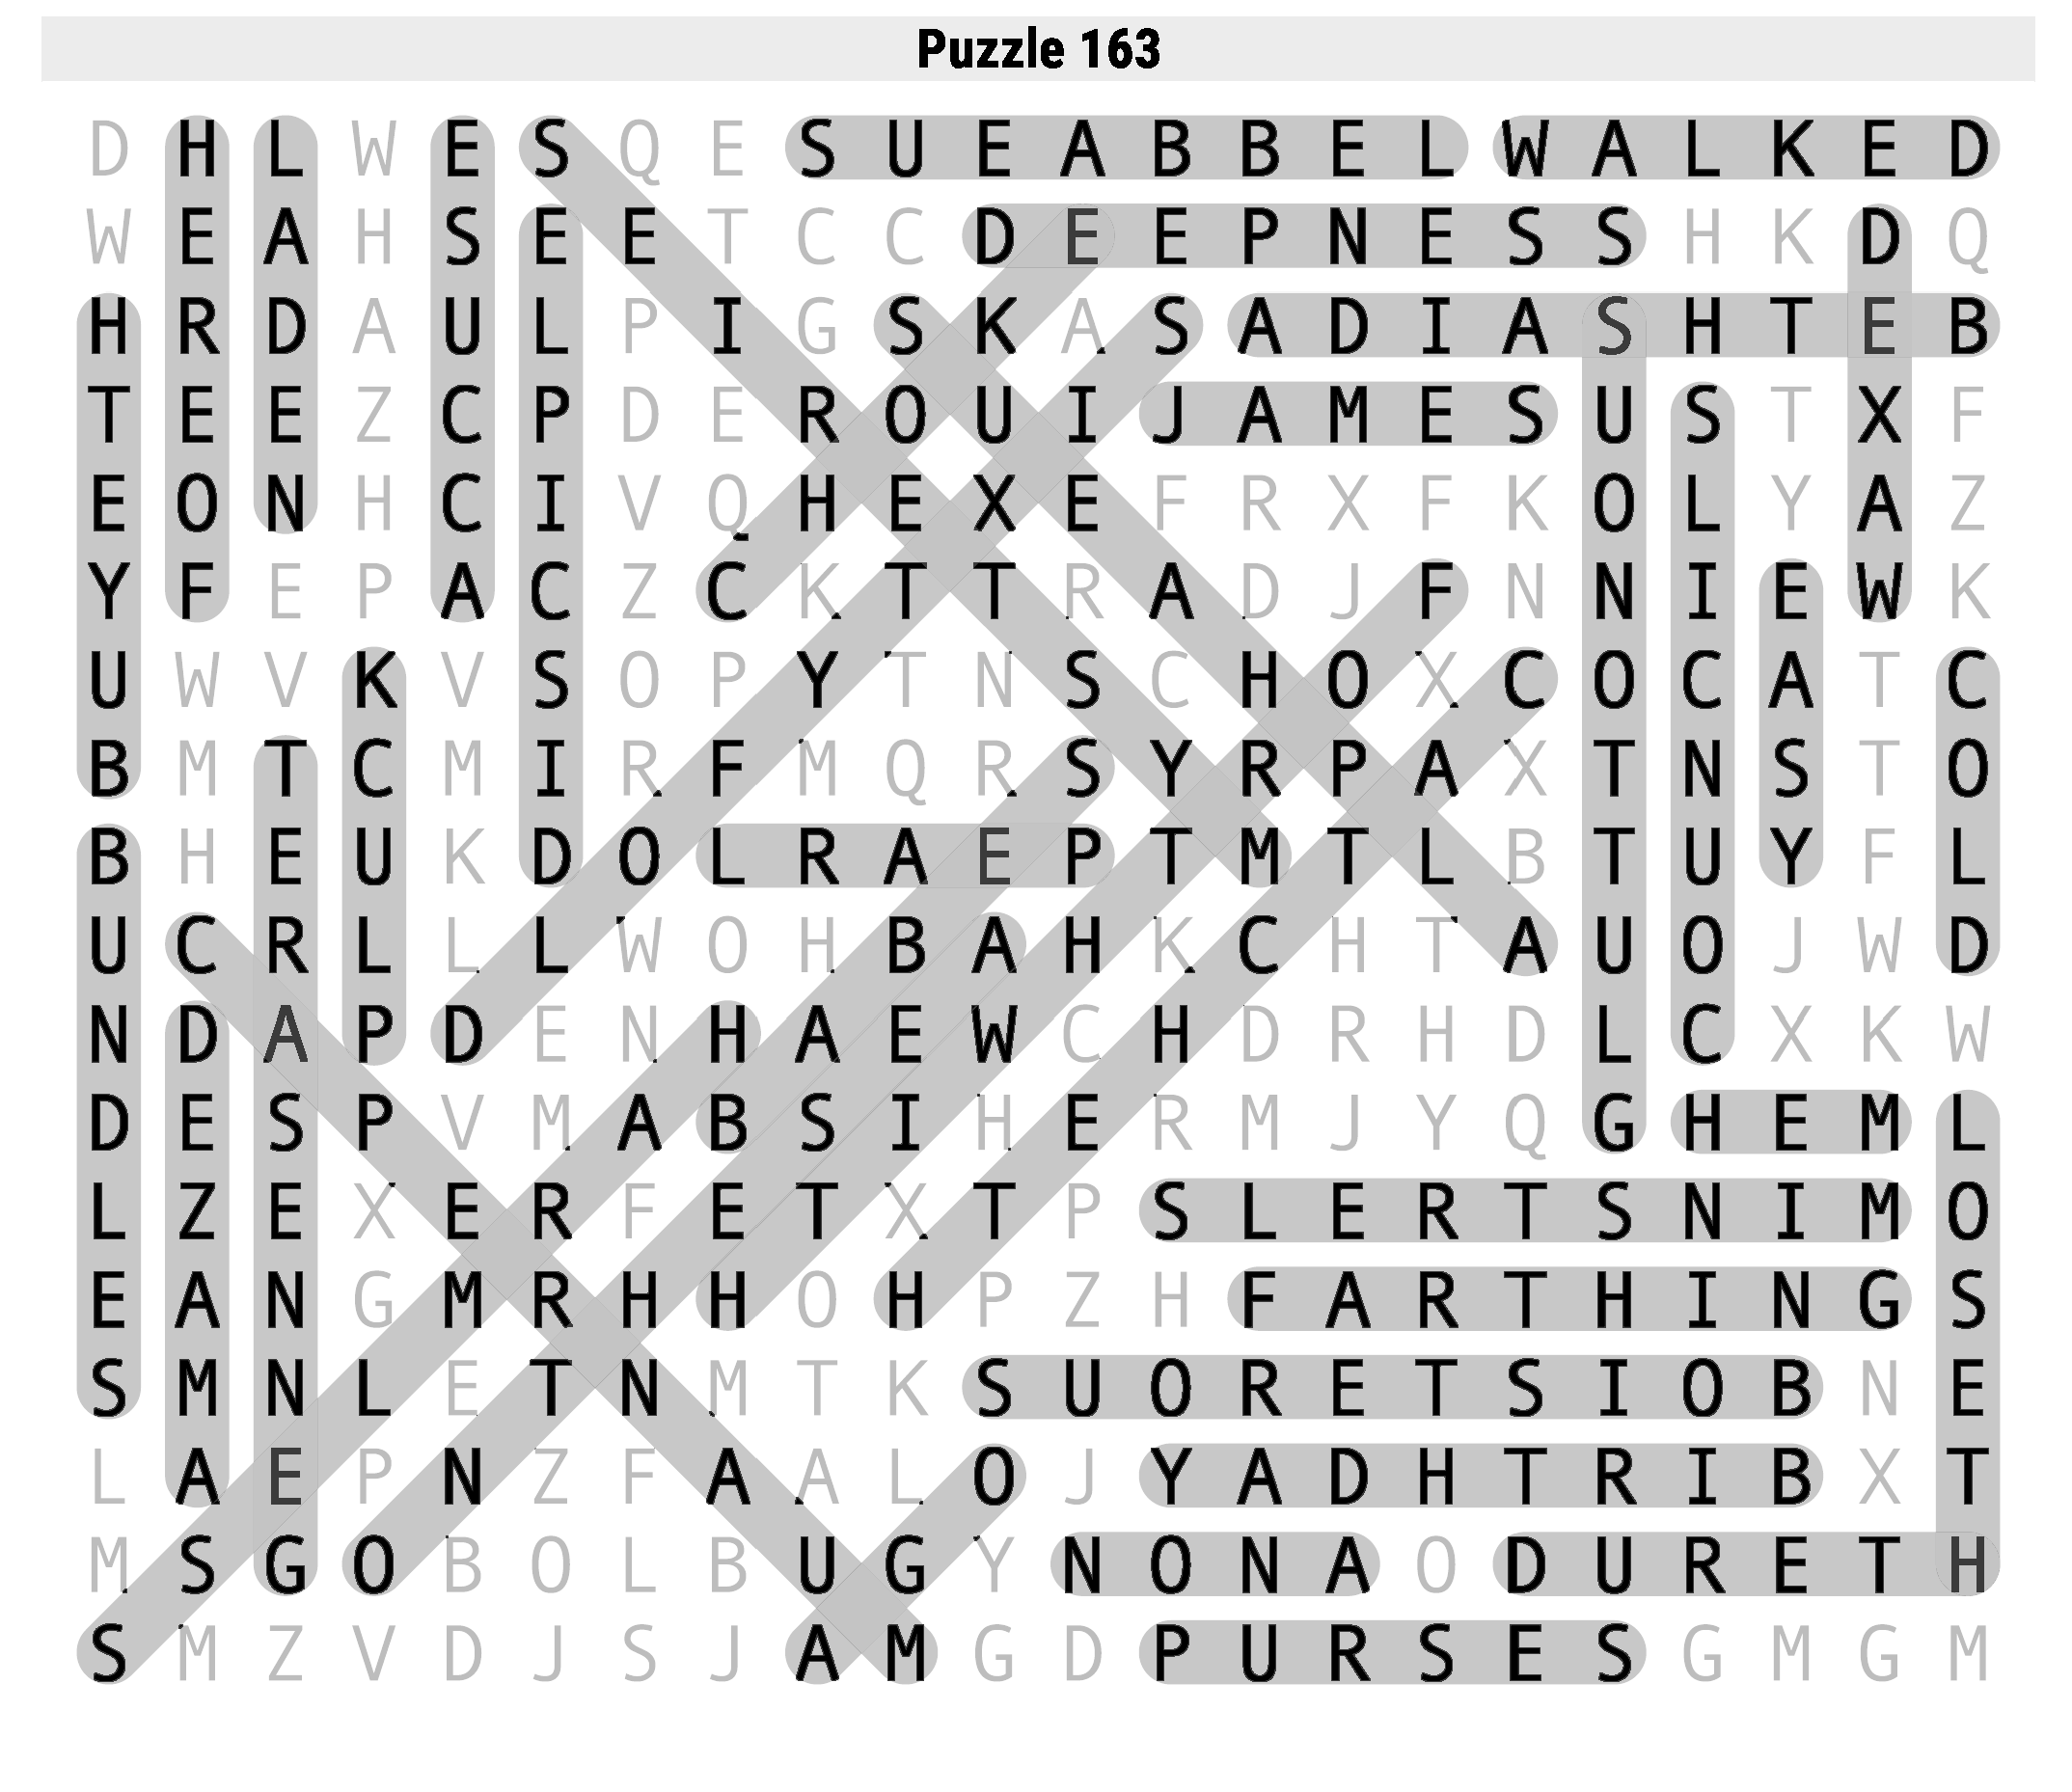 Puzzle 163
D H L W E S Q E S U E A B B E L W A L K E D
W E A H S E E T C C D E E P N E S S H K D Q
H R D A U L P I G S K A S A D I A S H T E B
T E E Z C P D E R O U I J A M E S U S T X F
E O N H C I V Q H E X E F R X F K O L Y A Z
Y F E P A C Z C K T T R A D J F N N I E W K
U W V K V S O P Y T N S C H O X C O C A T C
B M T C M I R F M Q R S Y R P A X T N S T O
B H E U K D O L R A E P T M T L B T U Y F L
U C R L L L W O H B A H K C H T A U O J W D
N D A P D E N H A E W C H D R H D L C X K W
D E S P V M A B S I H E R M J Y Q G H E M L
L Z E X E R F E T X T P S L E R T S N I M O
E A N G M R H H O H P Z H F A R T H I N G S
S M N L E T N M T K S U O R E T S I O B N E
L A E P N Z F A A L O J Y A D H T R I B X T
M S G O B O L B U G Y N O N A O D U R E T H
S M Z V D J S J A M G D P U R S E S G M G M